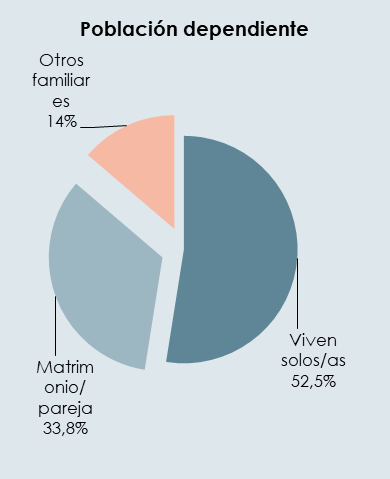 Población dependiente
Otros
familiar
es
14%
Viven
solos/as
52,5%
Matrim
onio/
pareja
33,8%